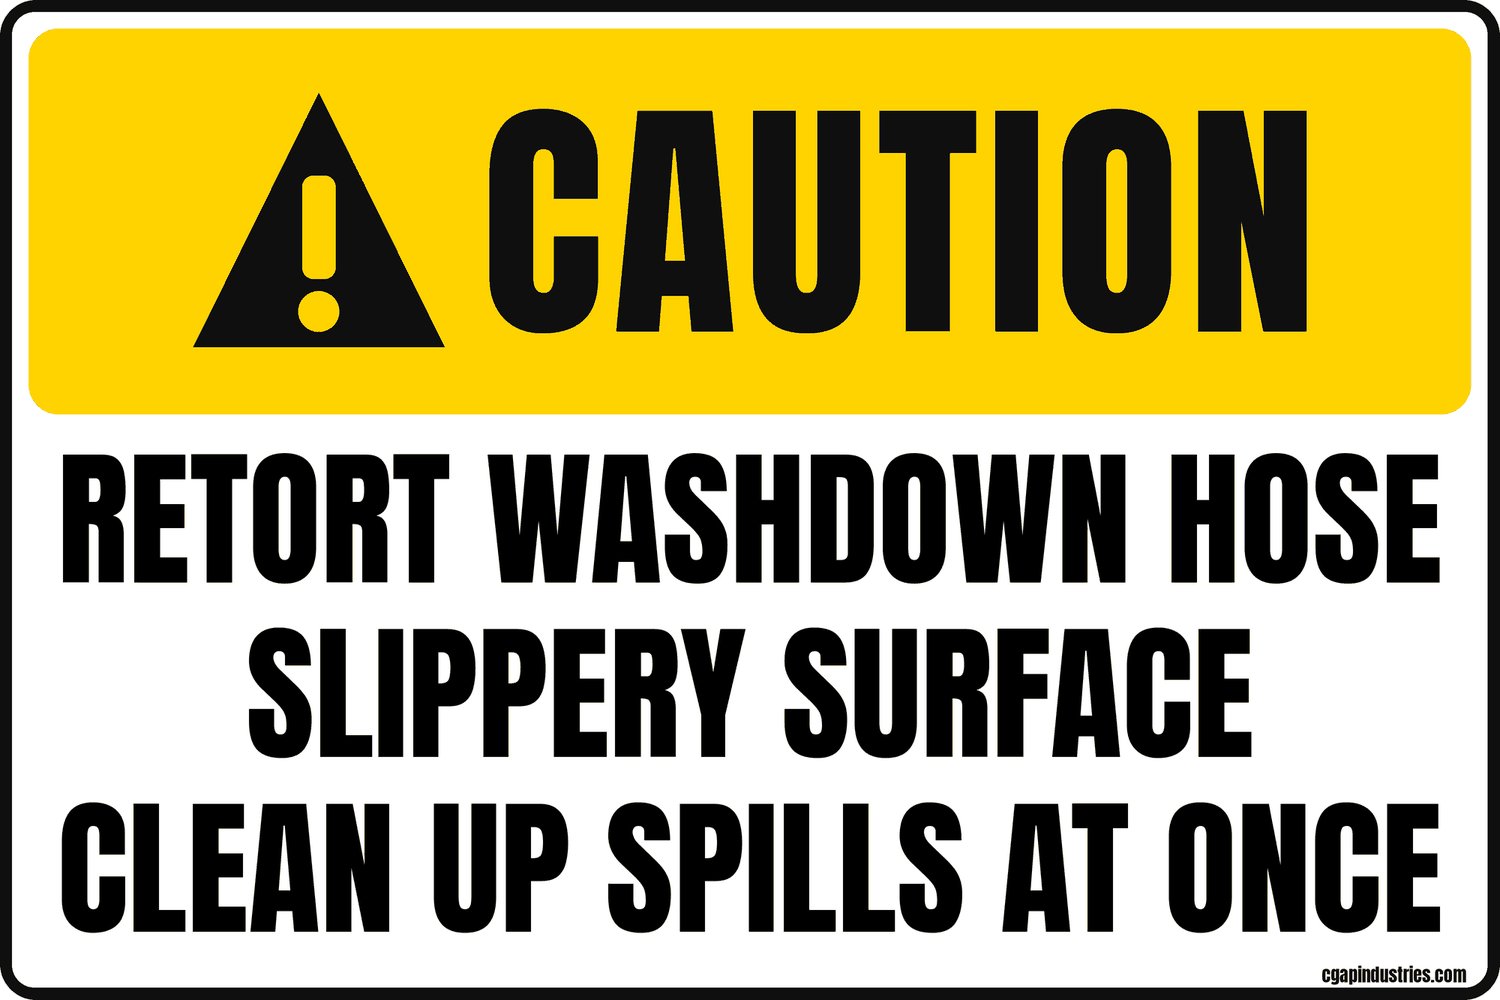 CAUTION
RETORT WASHDOWN HOSE
SLIPPERY SURFACE
CLEAN UP SPILLS AT ONCE
cgapindustries.com